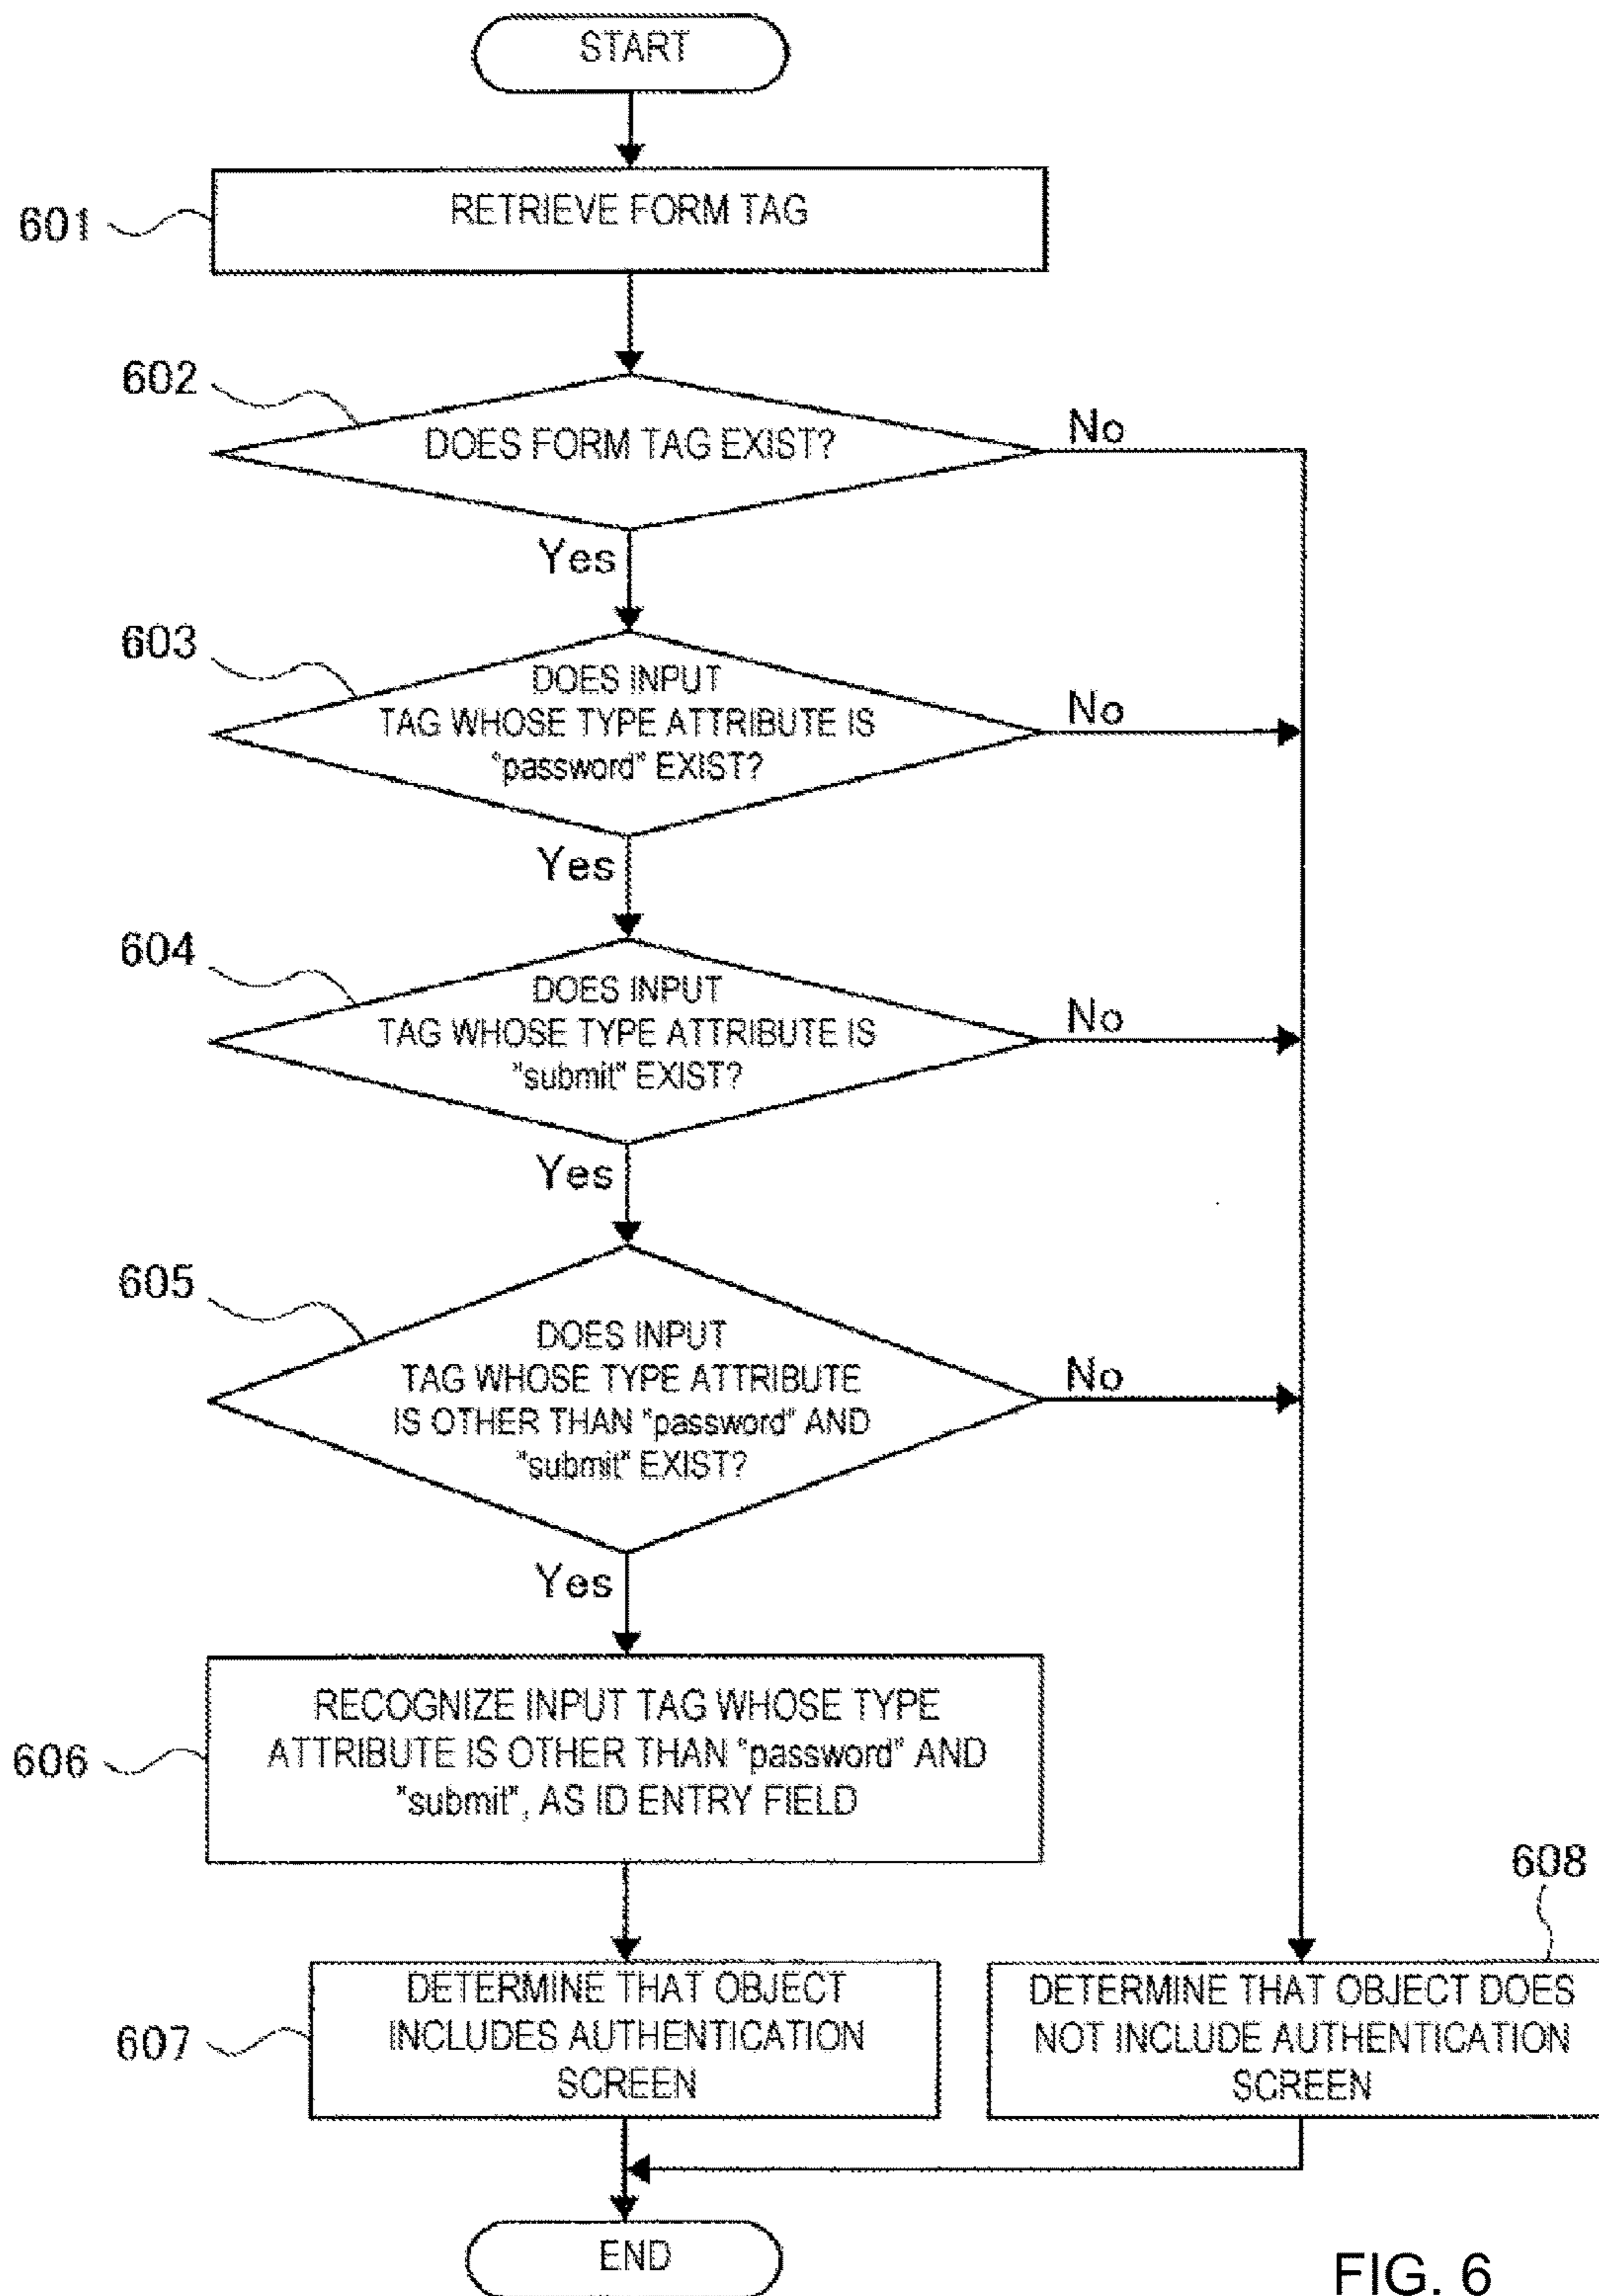 START
601
RETRIEVE FORM TAG
602
DOES FORM TAG EXIST?
No
Yes
603
DOES INPUT
TAG WHOSE TYPE ATTRIBUTE IS
"password" EXIST?
No
Yes
604
DOES INPUT
TAG WHOSE TYPE ATTRIBUTE IS
"submit" EXIST?
No
Yes
605
DOES INPUT
TAG WHOSE TYPE ATTRIBUTE
IS OTHER THAN "password" AND
"submit" EXIST?
No
Yes
606
RECOGNIZE INPUT TAG WHOSE TYPE
ATTRIBUTE IS OTHER THAN "password" AND
"submit", AS ID ENTRY FIELD
607
DETERMINE THAT OBJECT
INCLUDES AUTHENTICATION
SCREEN
608
DETERMINE THAT OBJECT DOES
NOT INCLUDE AUTHENTICATION
SCREEN
END
FIG. 6